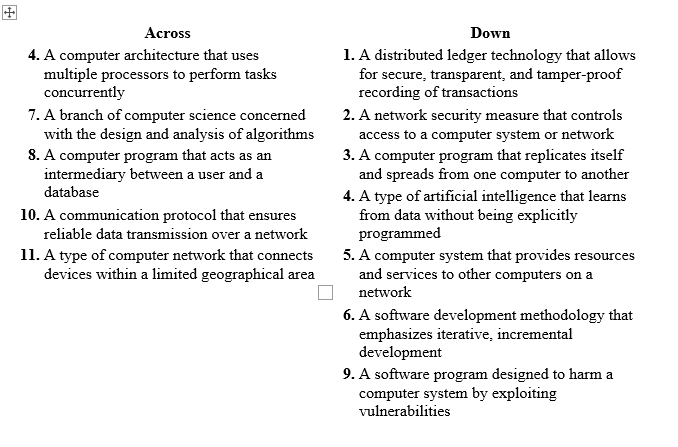 Across
4. A computer architecture that uses
multiple processors to perform tasks
concurrently
7. A branch of computer science concerned
with the design and analysis of algorithms
8. A computer program that acts as an
intermediary between a user and a
database
10. A communication protocol that ensures
reliable data transmission over a network
11. A type of computer network that connects
devices within a limited geographical area
Down
1. A distributed ledger technology that allows
for secure, transparent, and tamper-proof
recording of transactions
2. A network security measure that controls
access to a computer system or network
3. A computer program that replicates itself
and spreads from one computer to another
4. A type of artificial intelligence that learns
from data without being explicitly
programmed
5. A computer system that provides resources
and services to other computers on a
network
6. A software development methodology that
emphasizes iterative, incremental
development
9. A software program designed to harm a
computer system by exploiting
vulnerabilities